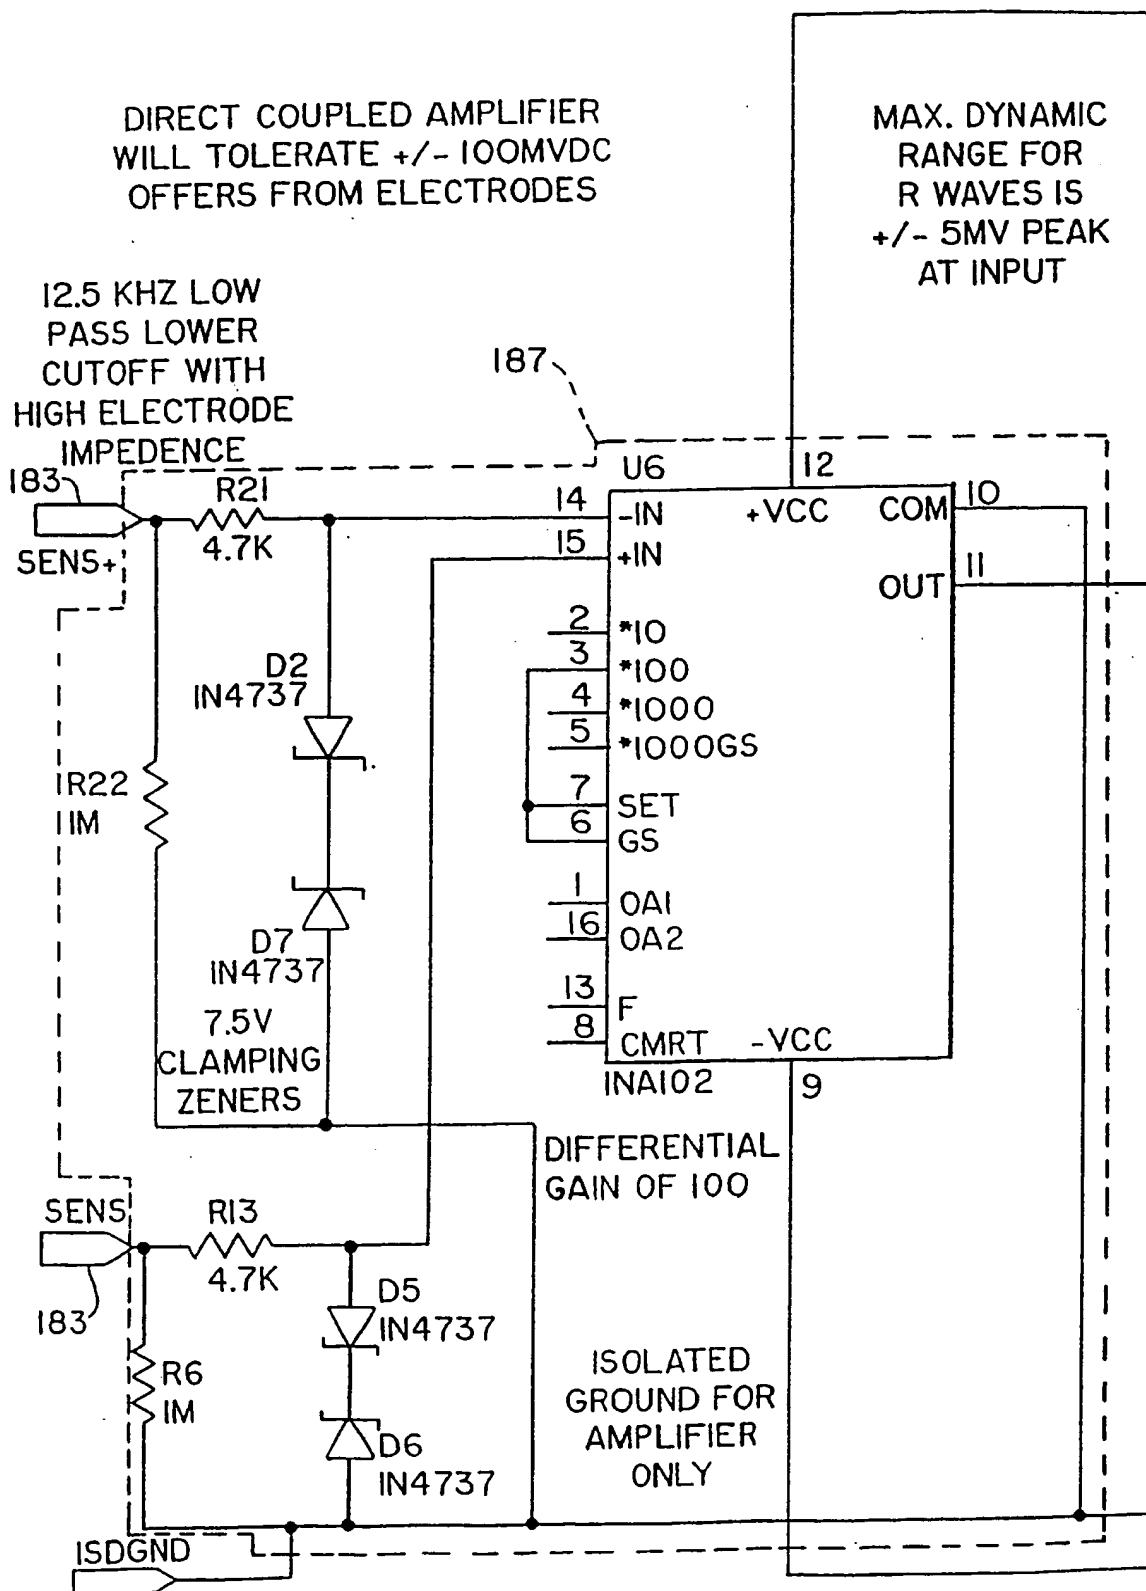 DIRECT COUPLED AMPLIFIER
WILL TOLERATE +/- 100MVDC
OFFERS FROM ELECTRODES
MAX. DYNAMIC
RANGE FOR
R WAVES IS
+/- 5MV PEAK
AT INPUT
12.5 KHZ LOW
PASS LOWER
CUTOFF WITH
HIGH ELECTRODE
IMPEDENCE
187
183
SENS+
R21
4.7K
U6
12
14
-IN
+VCC
COM
10
15
+IN
OUT
11
2
*10
3
*100
4
*1000
5
*1000GS
7
SET
6
GS
1
OA1
16
OA2
13
F
8
CMRT
-VCC
INA102
9
D2
IN4737
R22
1M
D7
IN4737
7.5V
CLAMPING
ZENERS
DIFFERENTIAL
GAIN OF 100
SENS
183
R13
4.7K
D5
IN4737
R6
1M
D6
IN4737
ISOLATED
GROUND FOR
AMPLIFIER
ONLY
ISDGND